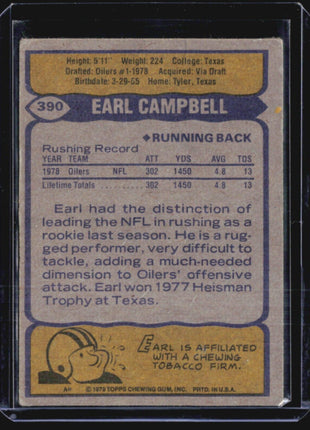 Height: 5'11" Weight: 224 College: Texas
Drafted: Oilers #1-1978 Acquired: Via Draft
Birthdate: 3-29-55 Home: Tyler, Texas
390 EARL CAMPBELL
RUNNING BACK
Rushing Record
YEAR TEAM ATT YDS AVG TDS
1978 Oilers NFL 302 1450 4.8 13
Lifetime Totals 302 1450 4.8 13
Earl had the distinction of
leading the NFL in rushing as a
rookie last season. He is a rug-
ged performer, very difficult to
tackle, adding a much-needed
dimension to Oilers' offensive
attack. Earl won 1977 Heisman
Trophy at Texas.
EARL IS AFFILIATED
WITH A CHEWING
TOBACCO FIRM.
© 1979 TOPPS CHEWING GUM, INC. PRTD. IN U.S.A.